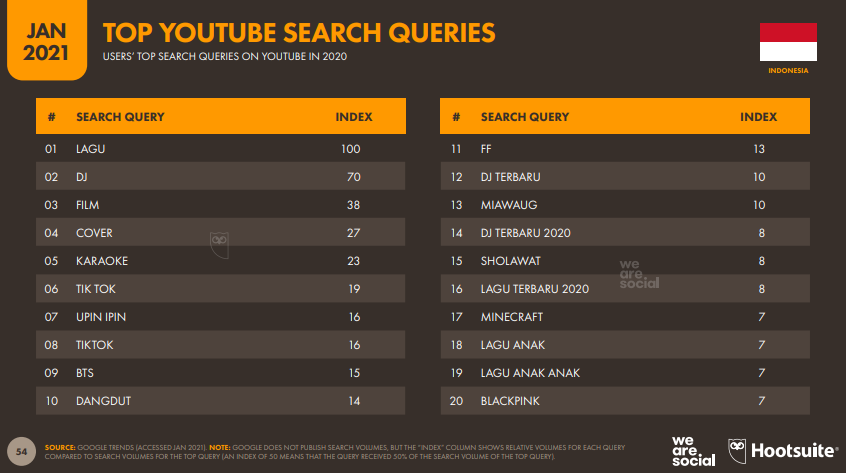 JAN
2021
TOP YOUTUBE SEARCH QUERIES
USERS' TOP SEARCH QUERIES ON YOUTUBE IN 2020
INDONESIA
# SEARCH QUERY INDEX
01 LAGU 100
02 DJ 70
03 FILM 38
04 COVER 27
05 KARAOKE 23
06 TIK TOK 19
07 UPIN IPIN 16
08 TIKTOK 16
09 BTS 15
10 DANGDUT 14
# SEARCH QUERY INDEX
11 FF 13
12 DJ TERBARU 10
13 MIAWAUG 10
14 DJ TERBARU 2020 8
15 SHOLAWAT 8
16 LAGU TERBARU 2020 8
17 MINECRAFT 7
18 LAGU ANAK 7
19 LAGU ANAK ANAK 7
20 BLACKPINK 7
we
are
social
54
SOURCE: GOOGLE TRENDS (ACCESSED JAN 2021). NOTE: GOOGLE DOES NOT PUBLISH SEARCH VOLUMES, BUT THE "INDEX" COLUMN SHOWS RELATIVE VOLUMES FOR EACH QUERY
COMPARED TO SEARCH VOLUMES FOR THE TOP QUERY (AN INDEX OF 50 MEANS THAT THE QUERY RECEIVED 50% OF THE SEARCH VOLUME OF THE TOP QUERY).
we
are
social
Hootsuite®